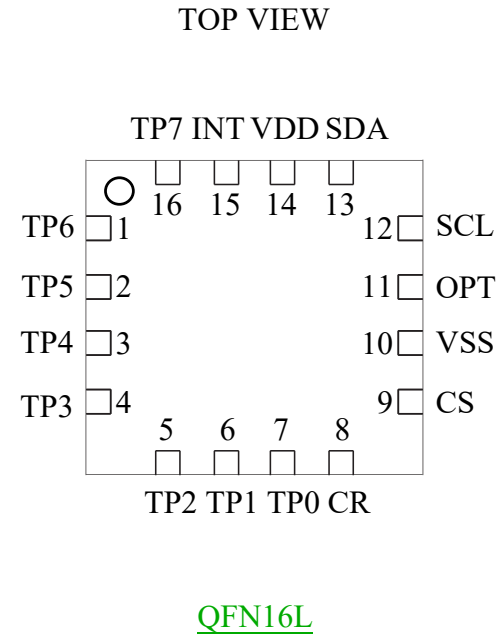 TOP VIEW
TP7 INT VDD SDA
16 15 14 13
TP6 1 12 SCL
TP5 2 11 OPT
TP4 3 10 VSS
TP3 4 9 CS
5 6 7 8
TP2 TP1 TP0 CR
QFN16L